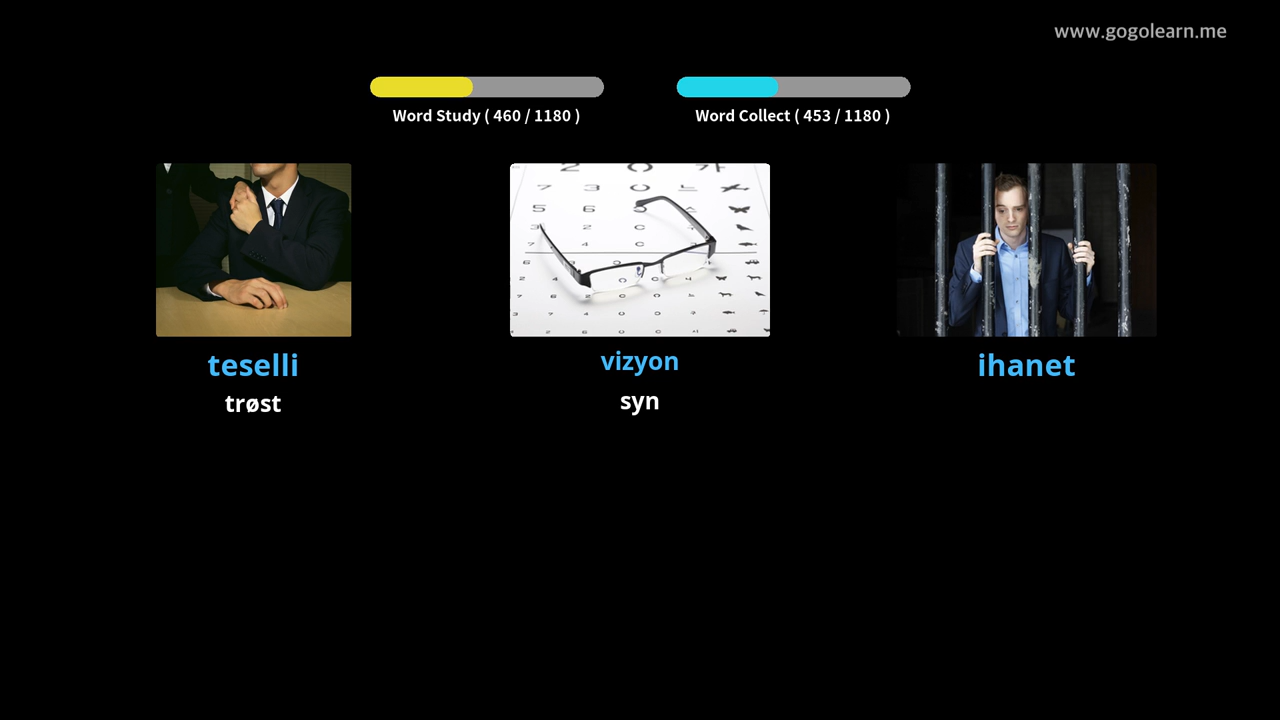 www.gogolearn.me
Word Study ( 460 / 1180 )
Word Collect ( 453 / 1180 )
teselli
trøst
vizyon
syn
ihanet